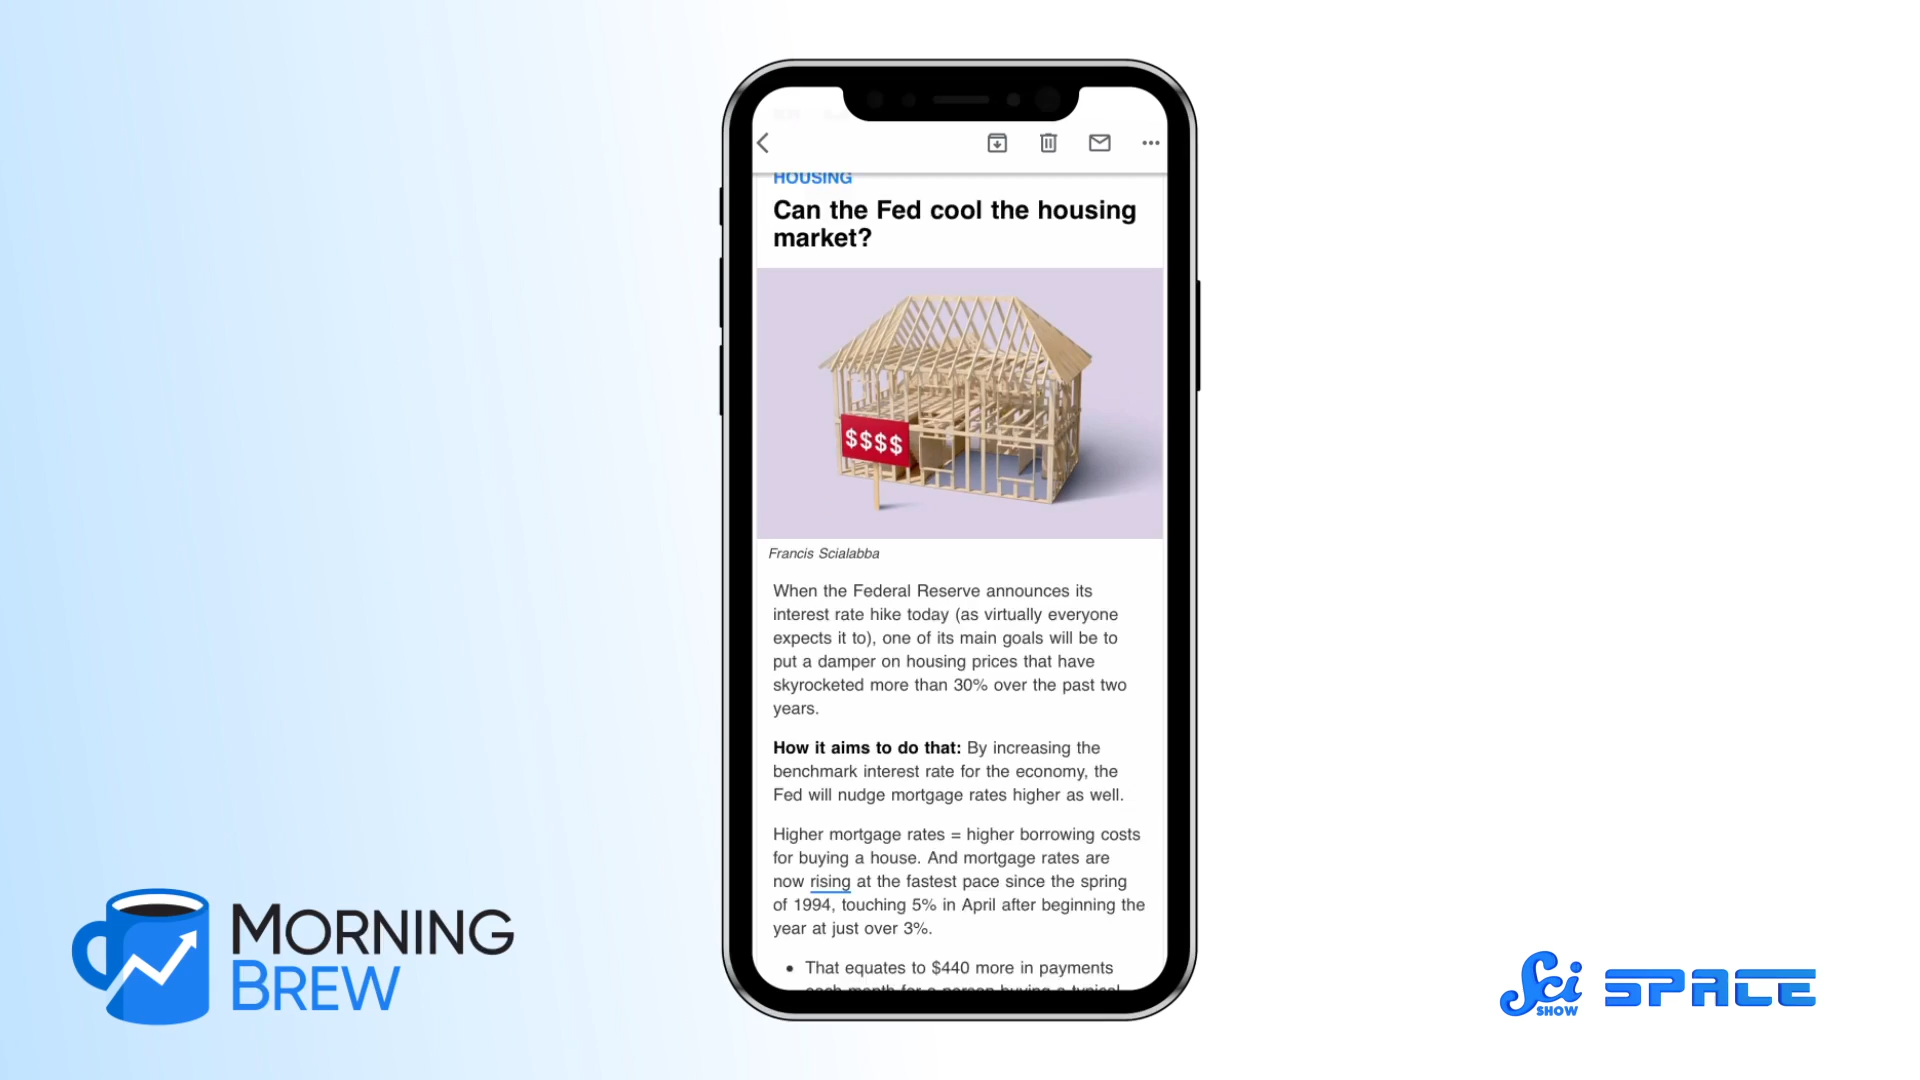 HOUSING
Can the Fed cool the housing
market?
$$$$
Francis Scialabba
When the Federal Reserve announces its
interest rate hike today (as virtually everyone
expects it to), one of its main goals will be to
put a damper on housing prices that have
skyrocketed more than 30% over the past two
years.
How it aims to do that: By increasing the
benchmark interest rate for the economy, the
Fed will nudge mortgage rates higher as well.
Higher mortgage rates = higher borrowing costs
for buying a house. And mortgage rates are
now rising at the fastest pace since the spring
of 1994, touching 5% in April after beginning the
year at just over 3%.
• That equates to $440 more in payments
each month for a person buying a typical
MORNING
BREW
Sci
SHOW
SPACE